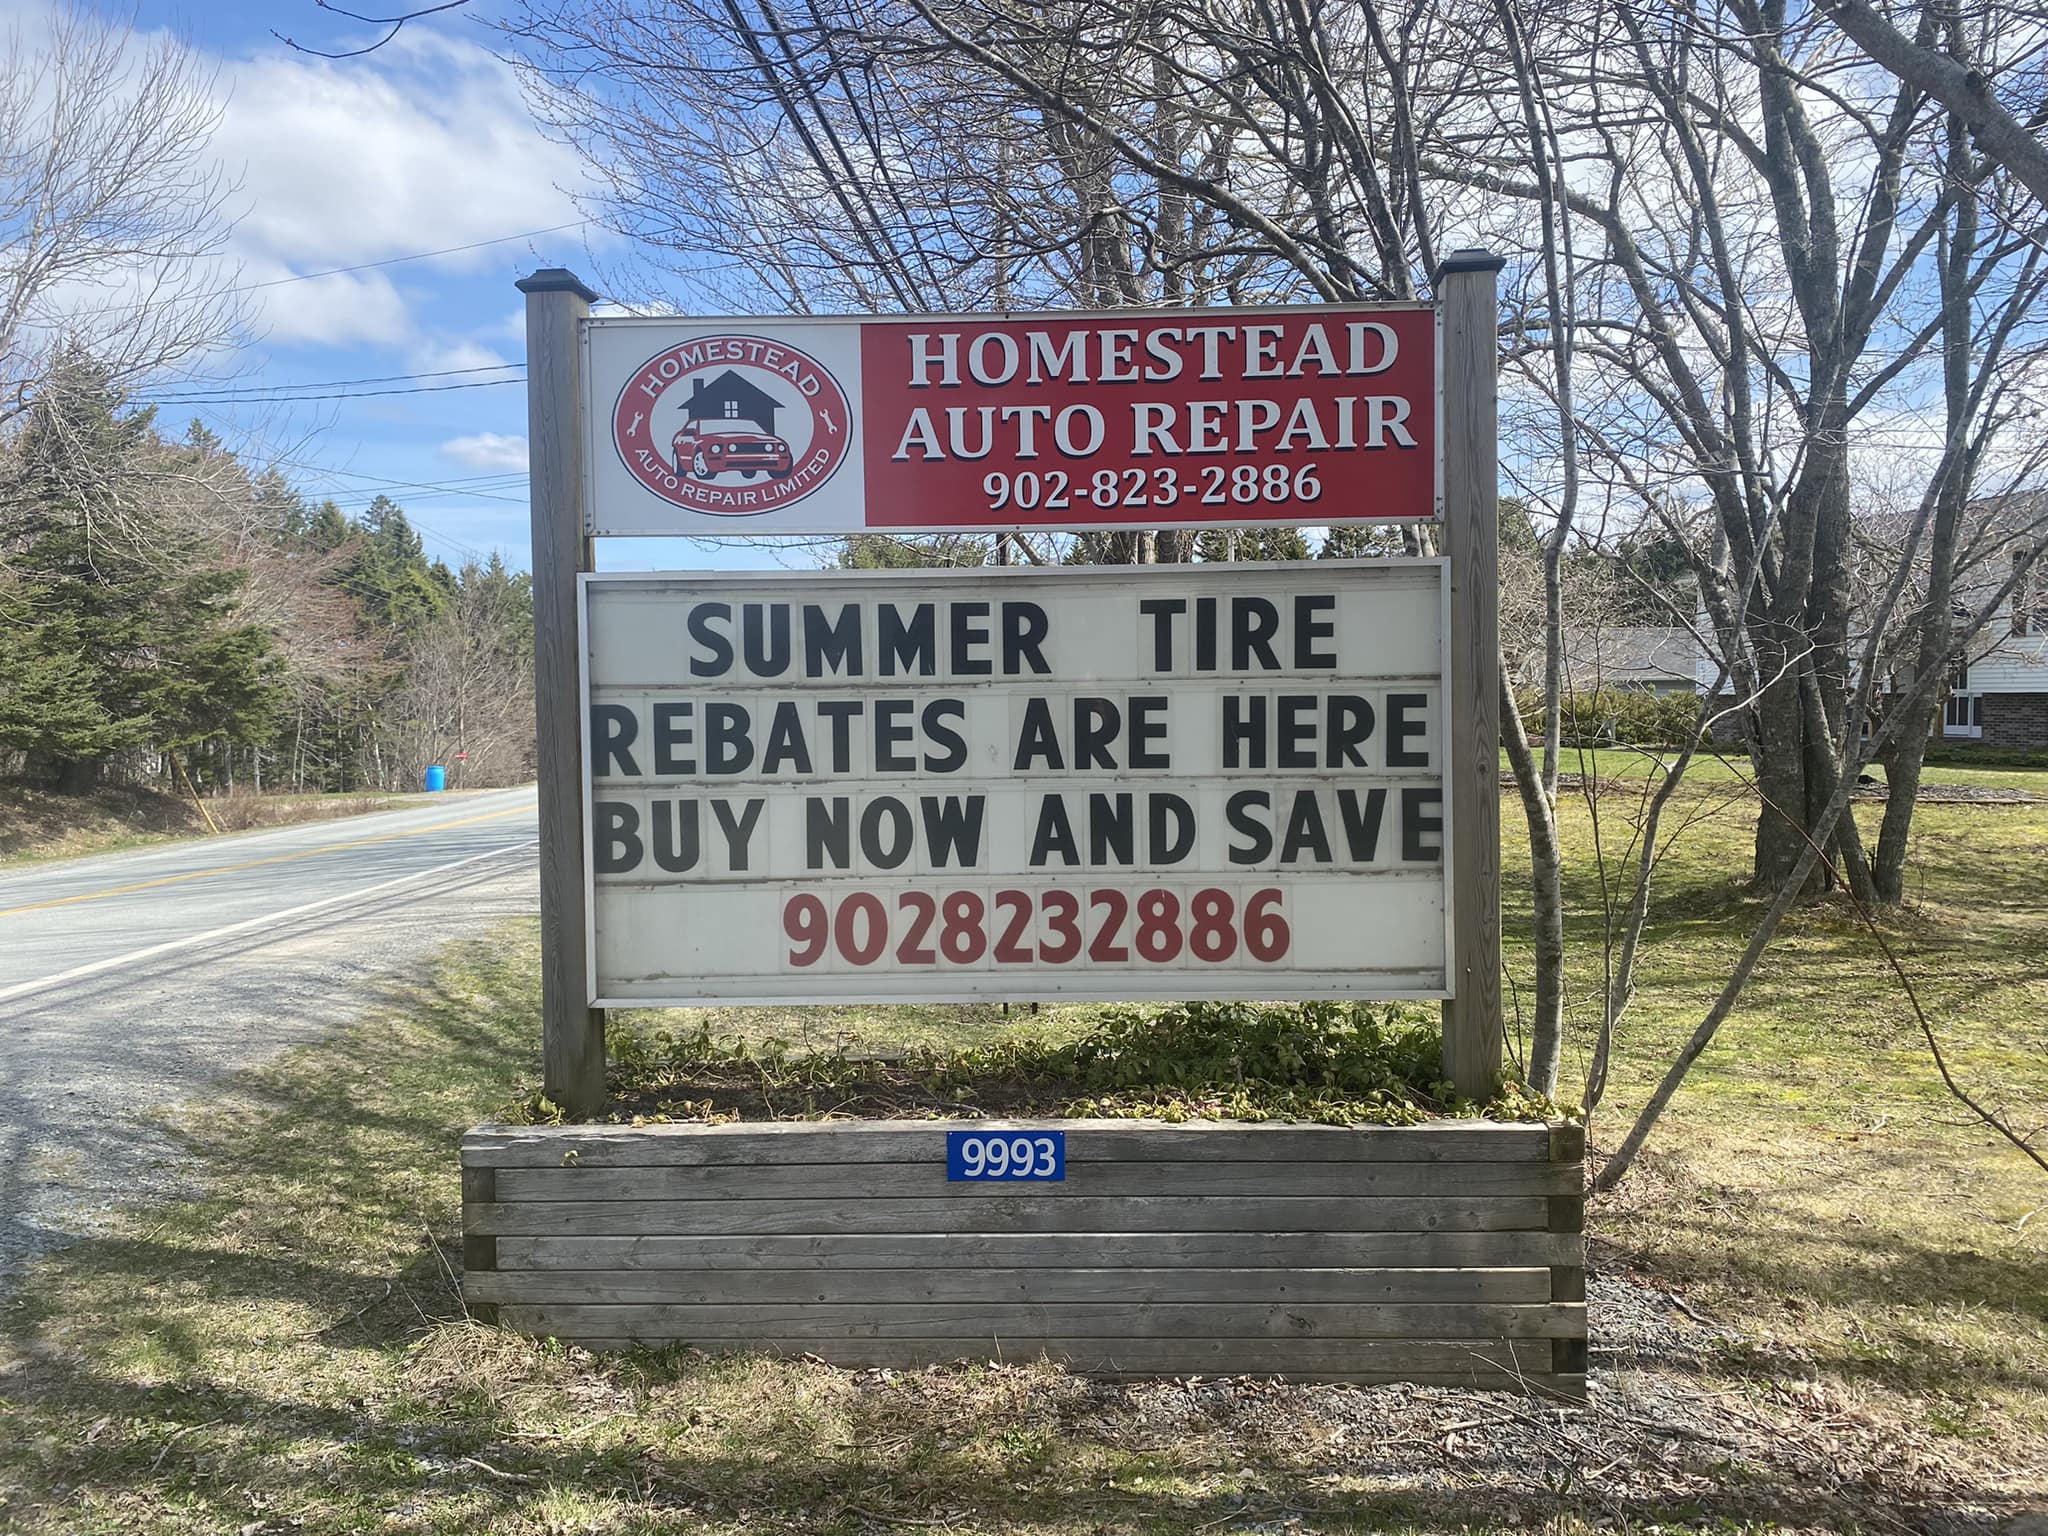 HOMESTEAD
AUTO REPAIR LIMITED
HOMESTEAD
AUTO REPAIR
902-823-2886
SUMMER TIRE
REBATES ARE HERE
BUY NOW AND SAVE
9028232886
9993